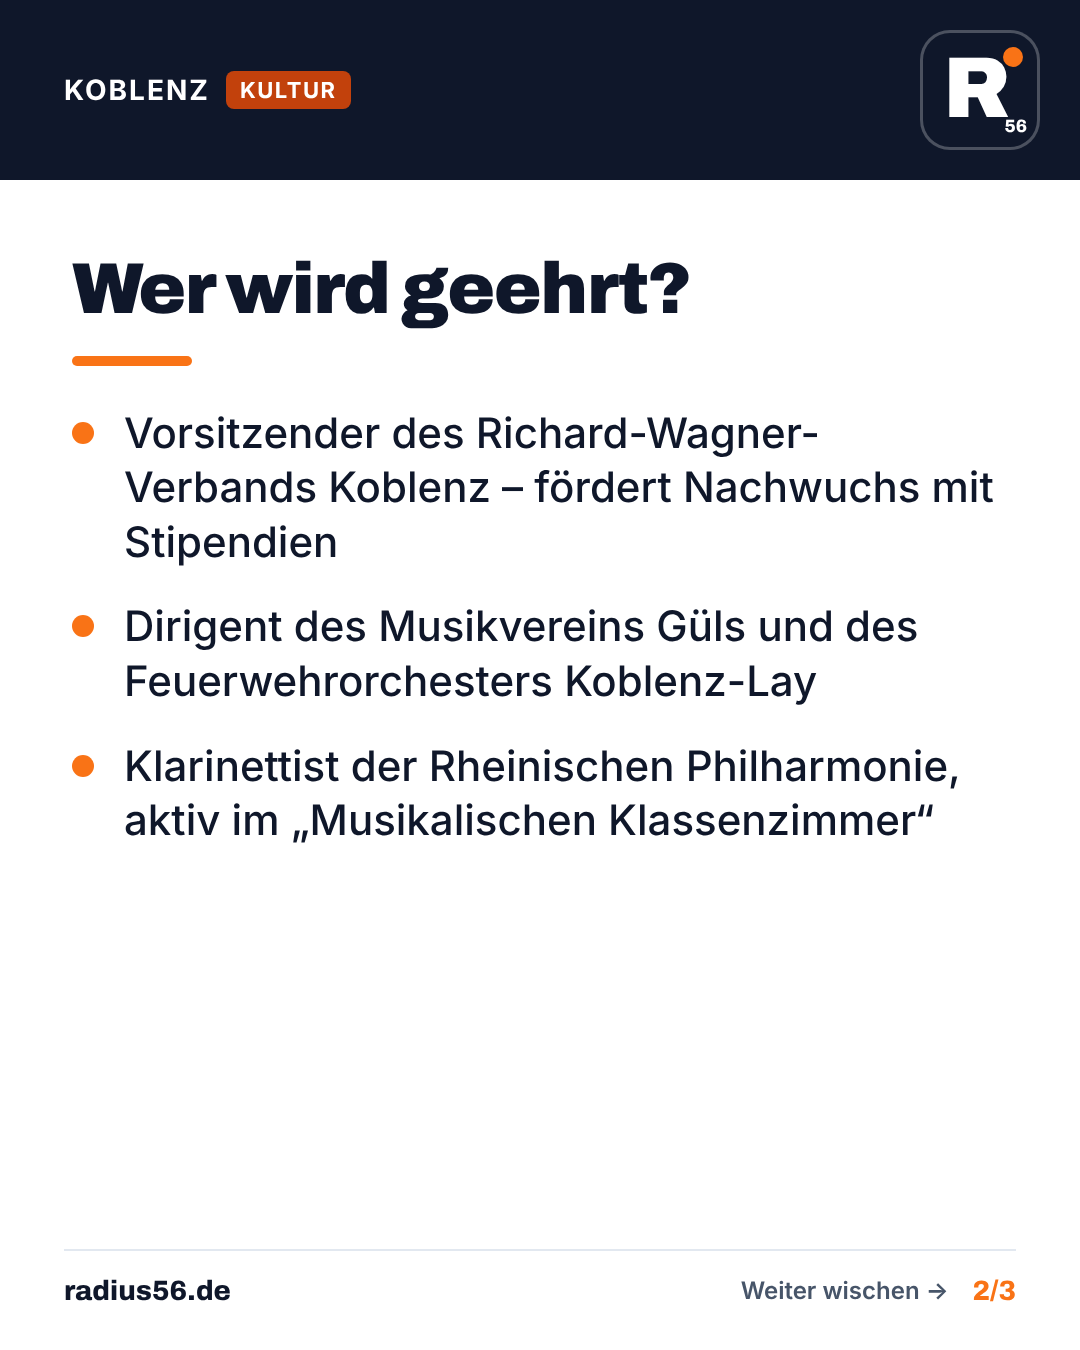 KOBLENZ KULTUR
R
56
Wer wird geehrt?
Vorsitzender des Richard-Wagner-
Verbands Koblenz – fördert Nachwuchs mit
Stipendien
Dirigent des Musikvereins Güls und des
Feuerwehrorchesters Koblenz-Lay
Klarinettist der Rheinischen Philharmonie,
aktiv im „Musikalischen Klassenzimmer“
radius56.de
Weiter wischen → 2/3